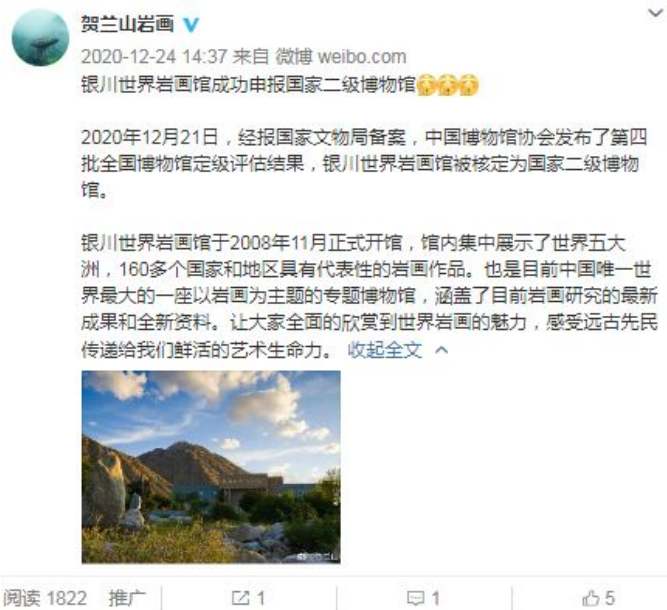 贺兰山岩画
2020-12-24 14:37 来自 微博 weibo.com
银川世界岩画馆成功申报国家二级博物馆
2020年12月21日，经报国家文物局备案，中国博物馆协会发布了第四
批全国博物馆定级评估结果，银川世界岩画馆被核定为国家二级博物
馆。
银川世界岩画馆于2008年11月正式开馆，馆内集中展示了世界五大
洲，160多个国家和地区具有代表性的岩画作品。也是目前中国唯一世
界最大的一座以岩画为主题的专题博物馆，涵盖了目前岩画研究的最新
成果和全新资料。让大家全面的欣赏到世界岩画的魅力，感受远古先民
传递给我们鲜活的艺术生命力。 收起全文
阅读 1822 推广 1 1 5